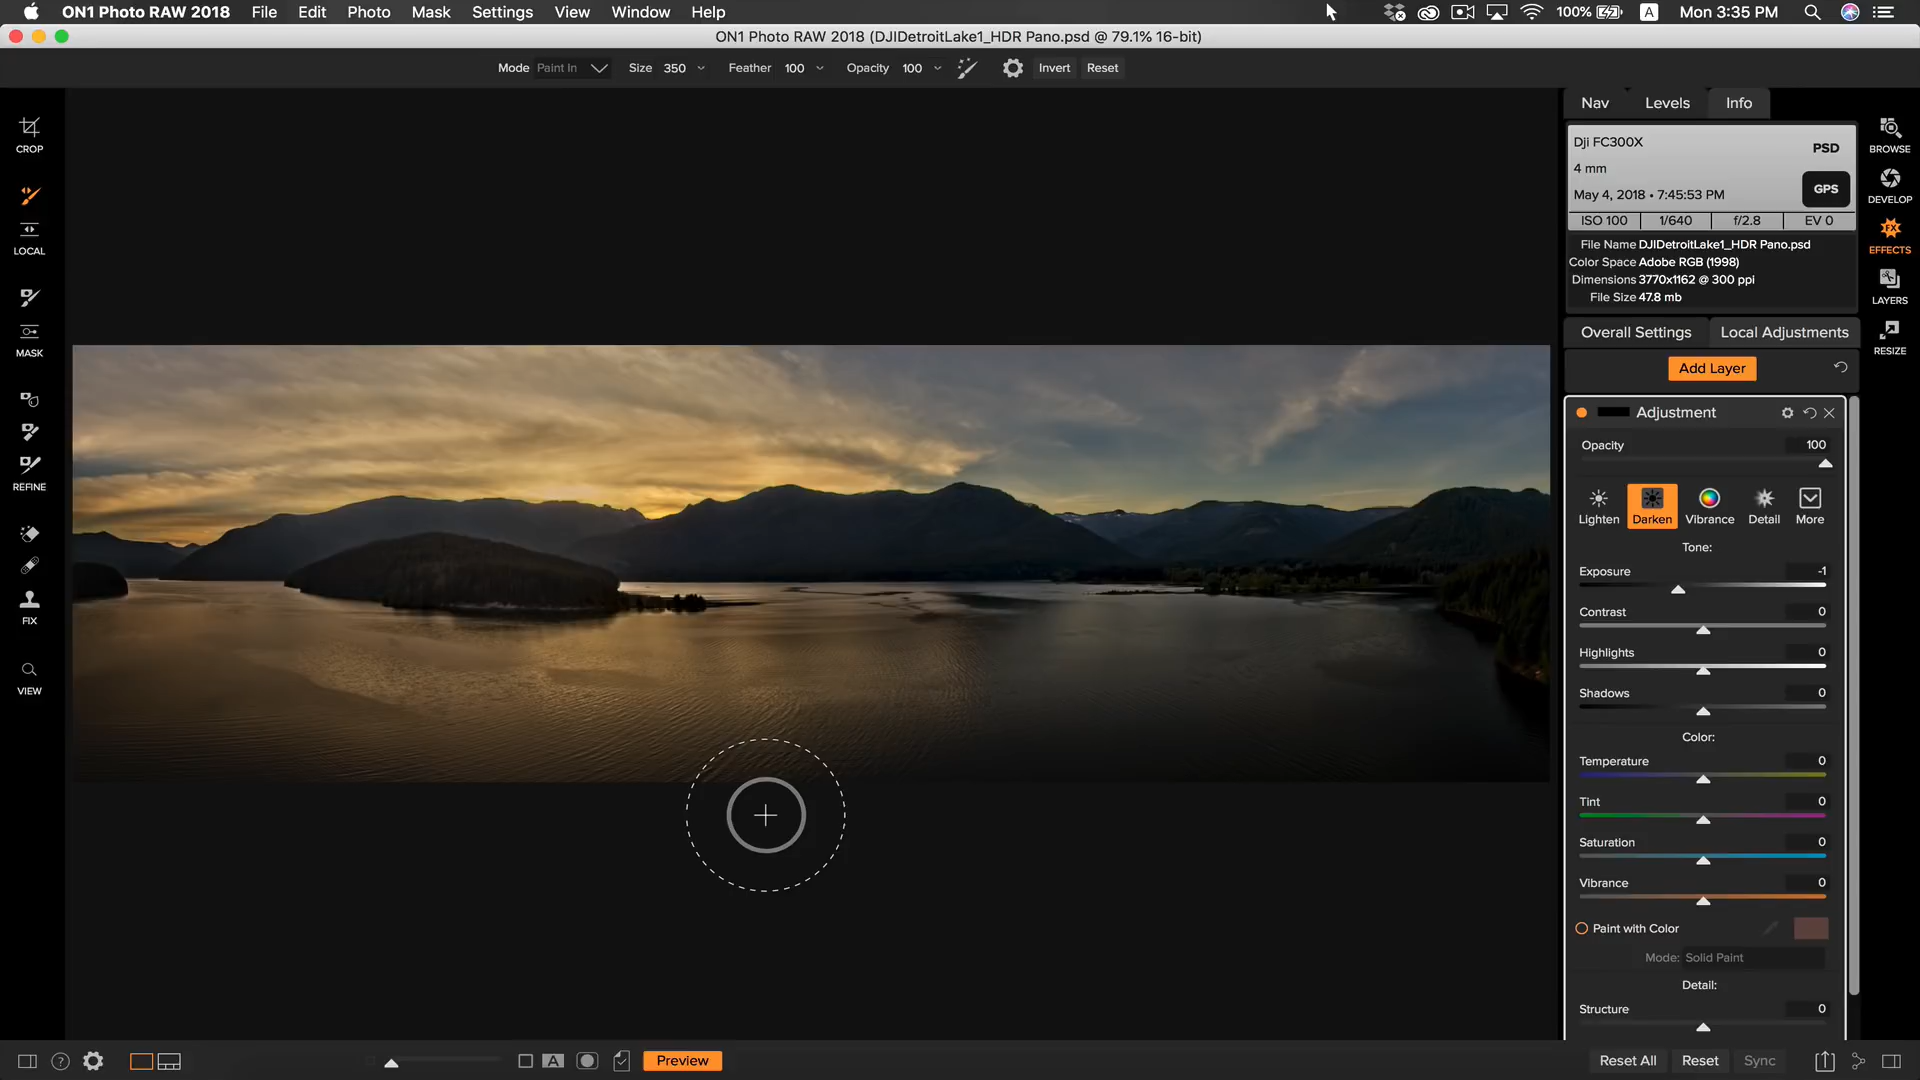 ON1 Photo RAW 2018 File Edit Photo Mask Settings View Window Help 100% A Mon 3:35 PM
ON1 Photo RAW 2018 (DJIDetroitLake1_HDR Pano.psd @ 79.1% 16-bit)
Mode Paint In Size 350 Feather 100 Opacity 100 Invert Reset
CROP
LOCAL
MASK
REFINE
FIX
VIEW
Nav Levels Info
Dji FC300X
PSD
4 mm
May 4, 2018 • 7:45:53 PM
GPS
ISO 100 1/640 f/2.8 EV 0
File Name DJIDetroitLake1_HDR Pano.psd
Color Space Adobe RGB (1998)
Dimensions 3770x1162 @ 300 ppi
File Size 47.8 mb
Overall Settings Local Adjustments
Add Layer
Adjustment
Opacity 100
Lighten Darken Vibrance Detail More
Tone:
Exposure -1
Contrast 0
Highlights 0
Shadows 0
Color:
Temperature 0
Tint 0
Saturation 0
Vibrance 0
Paint with Color
Mode: Solid Paint
Detail:
Structure 0
BROWSE
DEVELOP
FX
EFFECTS
LAYERS
RESIZE
? A Preview Reset All Reset Sync